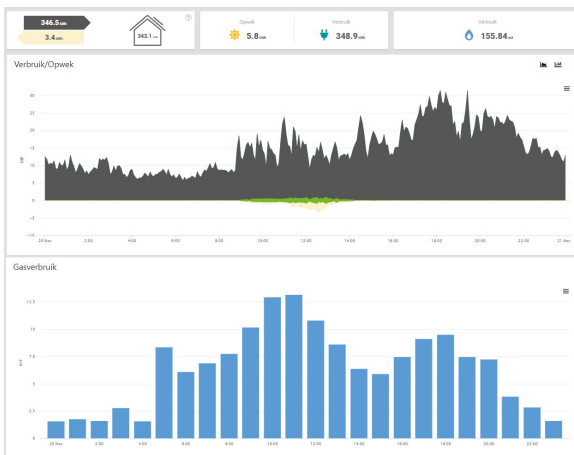 346.5 kWh
3.4 kWh
343.1
Opwek
5.8 kWh
Verbruik
348.9 kWh
Verbruik
155.84 m3
Verbruik/Opwek
30
25
20
15
10
5
0
-5
-10
kW
20 Nov
2:00
4:00
6:00
8:00
10:00
12:00
14:00
16:00
18:00
20:00
22:00
21 Nov
Gasverbruik
12.5
10
7.5
5
2.5
0
m3
20 Nov
2:00
4:00
6:00
8:00
10:00
12:00
14:00
16:00
18:00
20:00
22:00